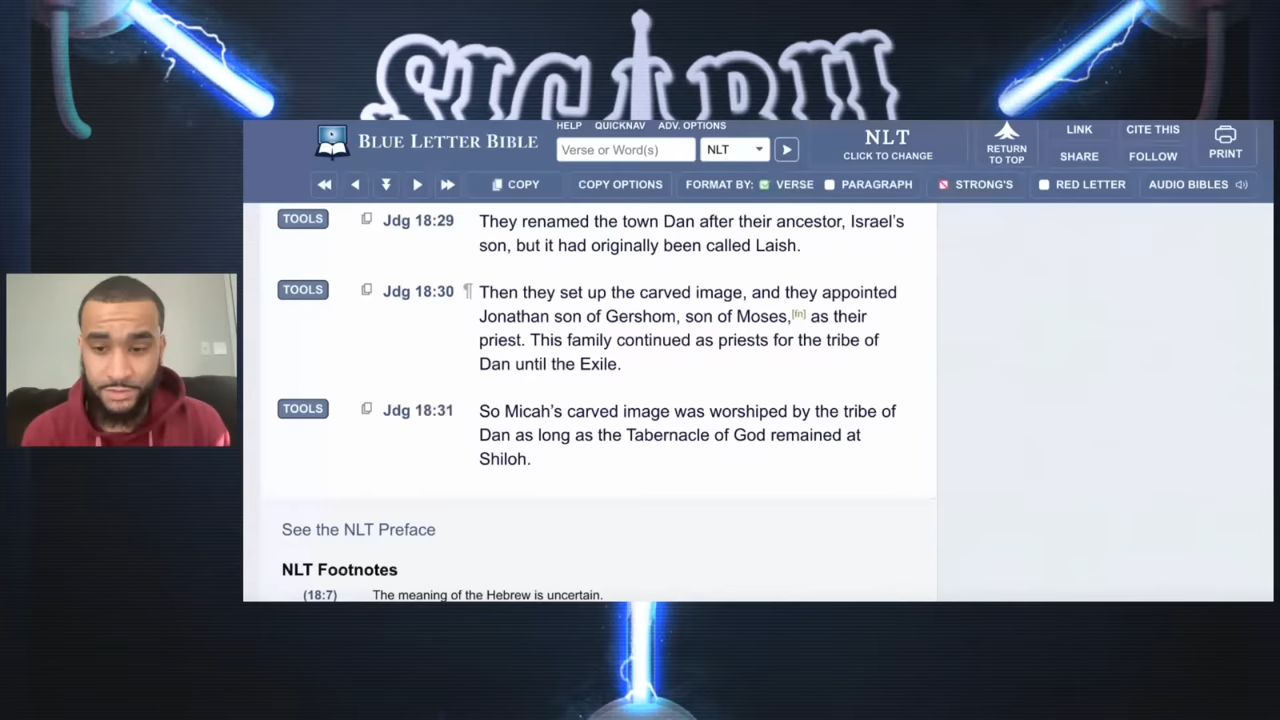 SICARII
HELP QUICKNAV ADV. OPTIONS
BLUE LETTER BIBLE
Verse or Word(s)
NLT
NLT
CLICK TO CHANGE
RETURN
TO TOP
LINK
CITE THIS
SHARE
FOLLOW
PRINT
COPY
COPY OPTIONS
FORMAT BY: VERSE PARAGRAPH
STRONG'S
RED LETTER
AUDIO BIBLES
TOOLS Jdg 18:29 They renamed the town Dan after their ancestor, Israel's
son, but it had originally been called Laish.
TOOLS Jdg 18:30 ¶ Then they set up the carved image, and they appointed
Jonathan son of Gershom, son of Moses,[fn] as their
priest. This family continued as priests for the tribe of
Dan until the Exile.
TOOLS Jdg 18:31 So Micah's carved image was worshiped by the tribe of
Dan as long as the Tabernacle of God remained at
Shiloh.
See the NLT Preface
NLT Footnotes
(18:7) The meaning of the Hebrew is uncertain.